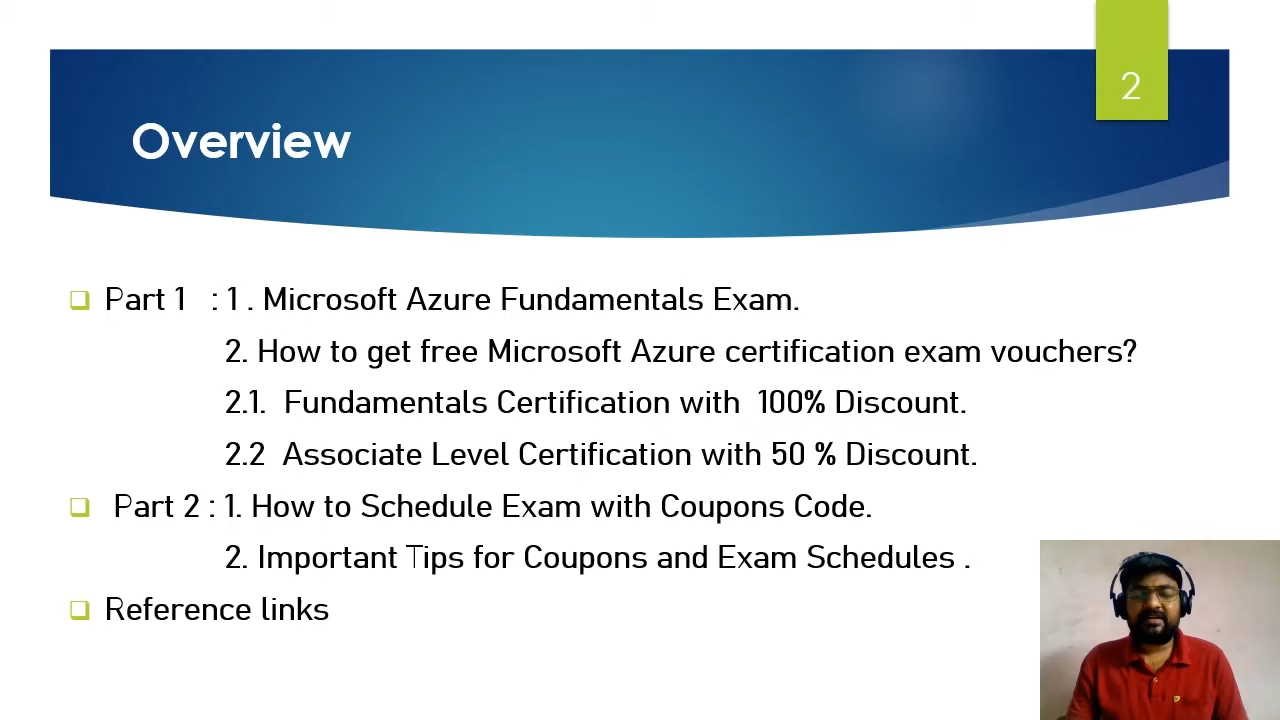 2
Overview
Part 1 : 1 . Microsoft Azure Fundamentals Exam.
2. How to get free Microsoft Azure certification exam vouchers?
2.1. Fundamentals Certification with 100% Discount.
2.2 Associate Level Certification with 50 % Discount.
Part 2 : 1. How to Schedule Exam with Coupons Code.
2. Important Tips for Coupons and Exam Schedules .
Reference links